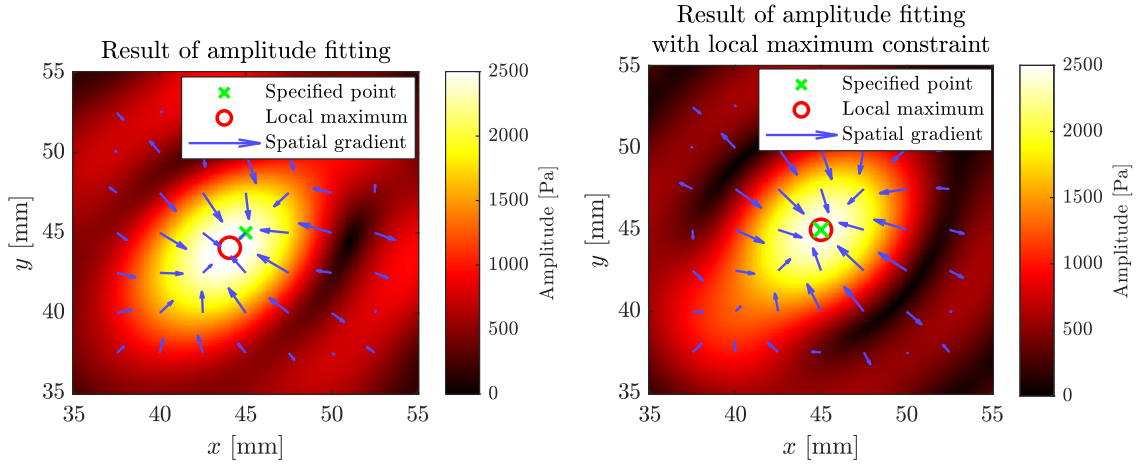 Result of amplitude fitting
Specified point
Local maximum
Spatial gradient
55
50
45
40
35
y [mm]
35
40
45
50
55
x [mm]
2500
2000
1500
1000
500
0
Amplitude [Pa]
Result of amplitude fitting
with local maximum constraint
Specified point
Local maximum
Spatial gradient
55
50
45
40
35
y [mm]
35
40
45
50
55
x [mm]
2500
2000
1500
1000
500
0
Amplitude [Pa]